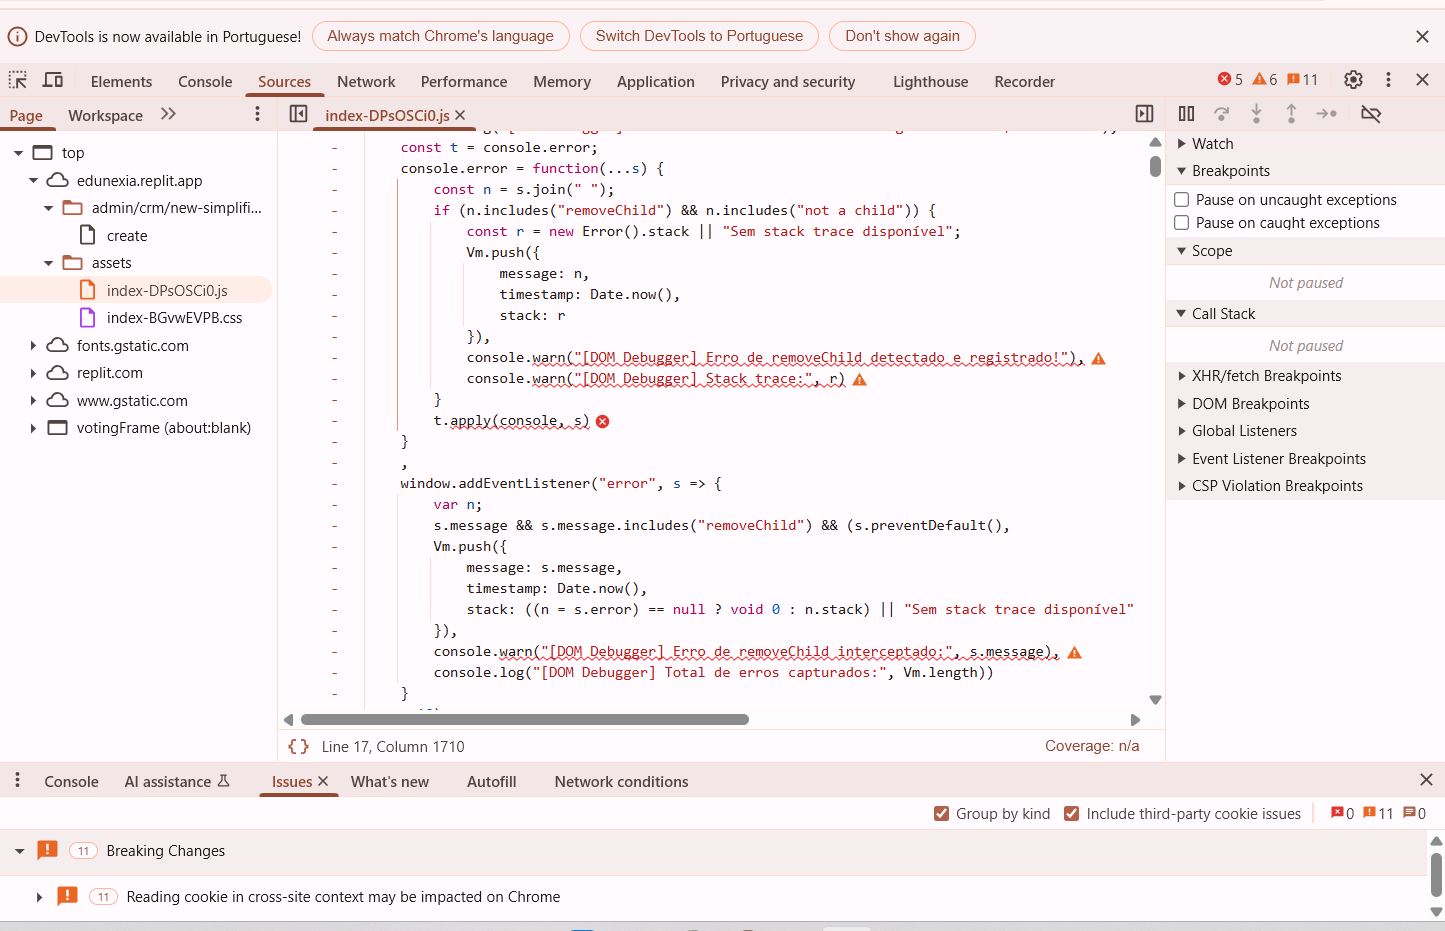 DevTools is now available in Portuguese! Always match Chrome's language Switch DevTools to Portuguese Don't show again
Elements Console Sources Network Performance Memory Application Privacy and security Lighthouse Recorder 5 6 11
Page Workspace
index-DPsOSCi0.js
top
edunexia.replit.app
admin/crm/new-simplifi...
create
assets
index-DPsOSCi0.js
index-BGvwEVPB.css
fonts.gstatic.com
replit.com
www.gstatic.com
votingFrame (about:blank)
- const t = console.error;
- console.error = function(...s) {
- const n = s.join(" ");
- if (n.includes("removeChild") && n.includes("not a child")) {
- const r = new Error().stack || "Sem stack trace disponível";
- Vm.push({
- message: n,
- timestamp: Date.now(),
- stack: r
- }),
- console.warn("[DOM Debugger] Erro de removeChild detectado e registrado!"),
- console.warn("[DOM Debugger] Stack trace:", r)
- }
- t.apply(console, s)
- }
- ,
- window.addEventListener("error", s => {
- var n;
- s.message && s.message.includes("removeChild") && (s.preventDefault(),
- Vm.push({
- message: s.message,
- timestamp: Date.now(),
- stack: ((n = s.error) == null ? void 0 : n.stack) || "Sem stack trace disponível"
- }),
- console.warn("[DOM Debugger] Erro de removeChild interceptado:", s.message),
- console.log("[DOM Debugger] Total de erros capturados:", Vm.length))
- }
{} Line 17, Column 1710 Coverage: n/a
Watch
Breakpoints
Pause on uncaught exceptions
Pause on caught exceptions
Scope
Not paused
Call Stack
Not paused
XHR/fetch Breakpoints
DOM Breakpoints
Global Listeners
Event Listener Breakpoints
CSP Violation Breakpoints
Console AI assistance Issues What's new Autofill Network conditions
Group by kind Include third-party cookie issues 0 11 0
11 Breaking Changes
11 Reading cookie in cross-site context may be impacted on Chrome